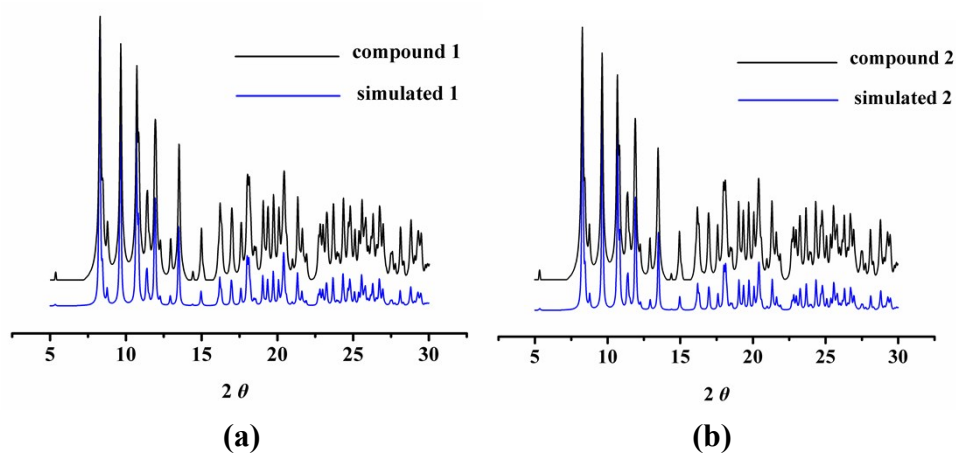 compound 1
simulated 1
5 10 15 20 25 30
2 θ
(a)
compound 2
simulated 2
5 10 15 20 25 30
2 θ
(b)